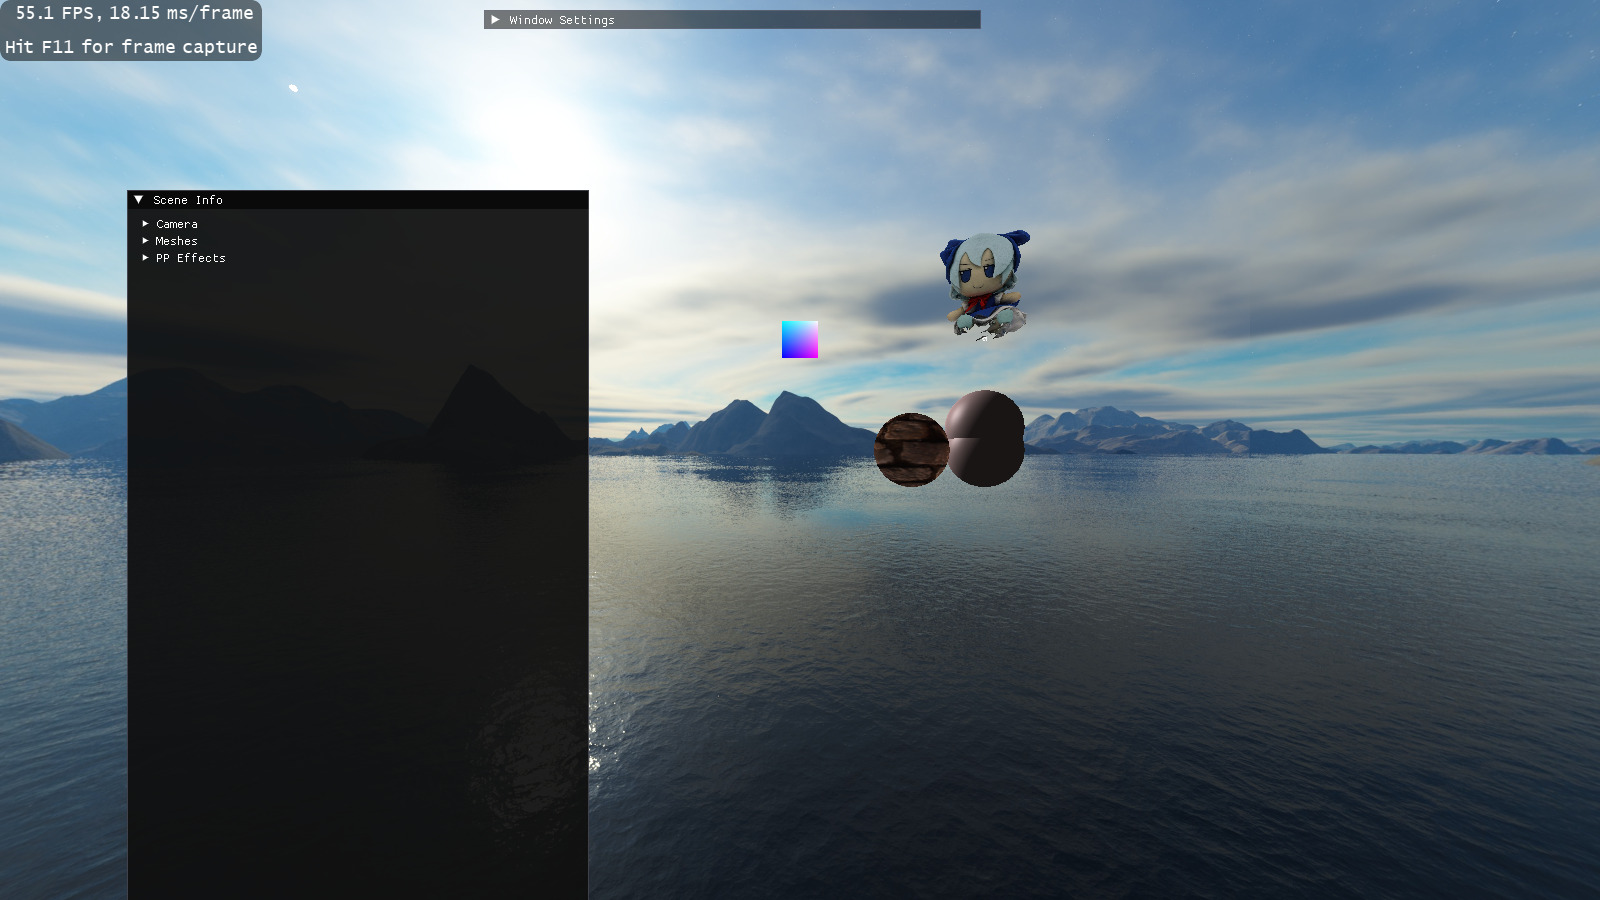 55.1 FPS, 18.15 ms/frame
Hit F11 for frame capture
Window Settings
Scene Info
Camera
Meshes
PP Effects